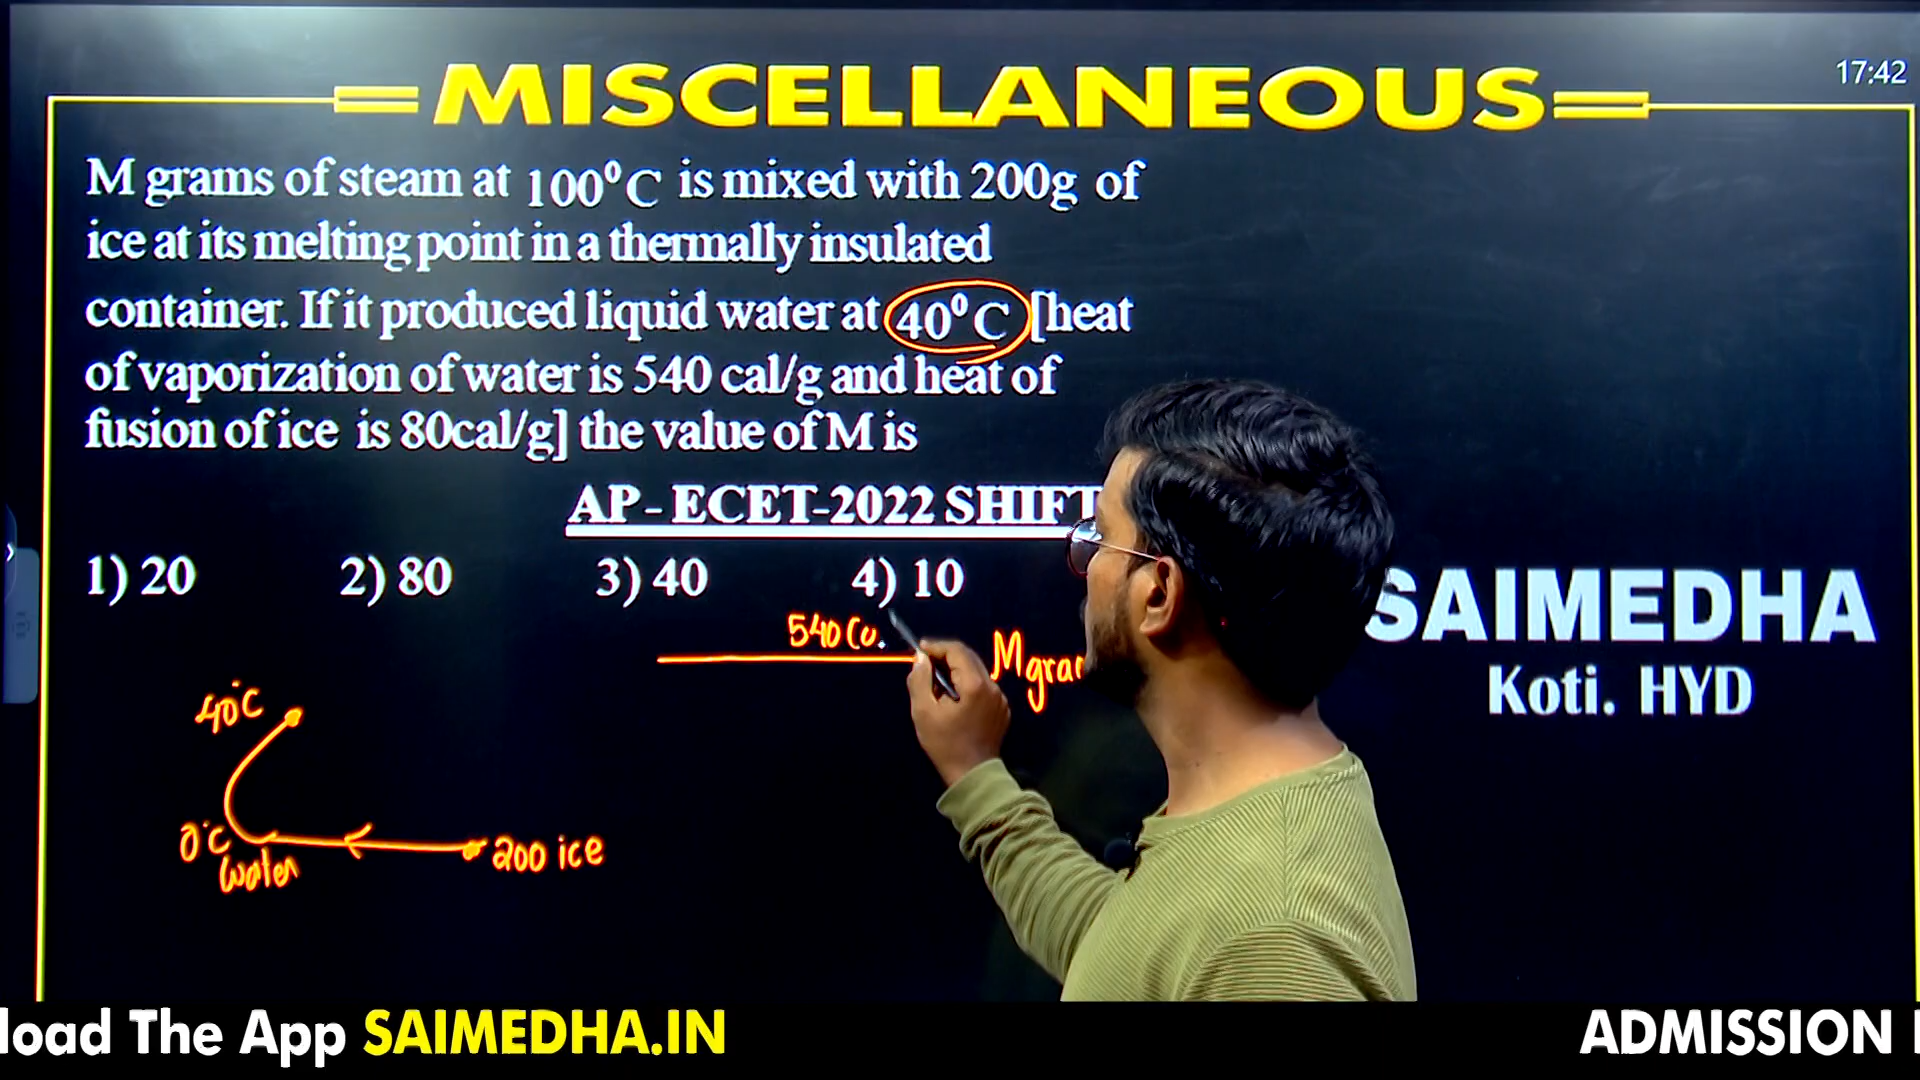 MISCELLANEOUS
17:42
M grams of steam at 100⁰C is mixed with 200g of
ice at its melting point in a thermally insulated
container. If it produced liquid water at 40⁰C [heat
of vaporization of water is 540 cal/g and heat of
fusion of ice is 80cal/g] the value of M is
AP - ECET-2022 SHIFT
1) 20 2) 80 3) 40 4) 10
540
M
40°C
0°C
water
200 ice
SAIMEDHA
Koti. HYD
load The App SAIMEDHA.IN
ADMISSION